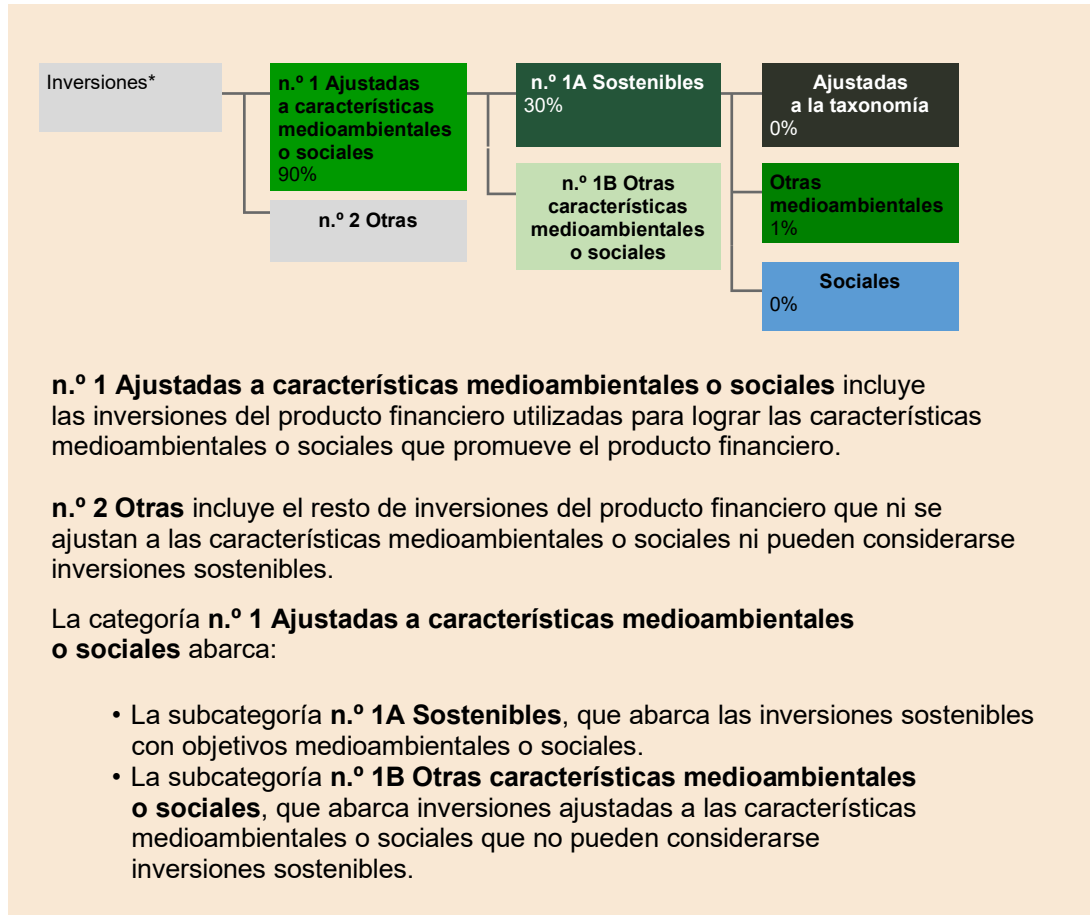 Inversiones*
n.º 1 Ajustadas
a características
medioambientales
o sociales
90%
n.º 2 Otras
n.º 1A Sostenibles
30%
n.º 1B Otras
características
medioambientales
o sociales
Ajustadas
a la taxonomía
0%
Otras
medioambientales
1%
Sociales
0%
n.º 1 Ajustadas a características medioambientales o sociales incluye
las inversiones del producto financiero utilizadas para lograr las características
medioambientales o sociales que promueve el producto financiero.
n.º 2 Otras incluye el resto de inversiones del producto financiero que ni se
ajustan a las características medioambientales o sociales ni pueden considerarse
inversiones sostenibles.
La categoría n.º 1 Ajustadas a características medioambientales
o sociales abarca:
• La subcategoría n.º 1A Sostenibles, que abarca las inversiones sostenibles
con objetivos medioambientales o sociales.
• La subcategoría n.º 1B Otras características medioambientales
o sociales, que abarca inversiones ajustadas a las características
medioambientales o sociales que no pueden considerarse
inversiones sostenibles.